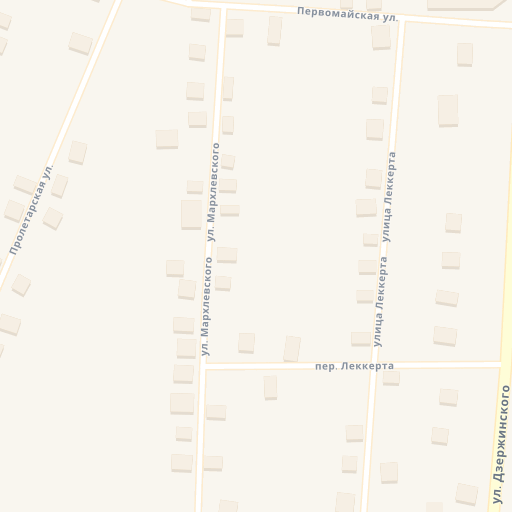 Первомайская ул.
Пролетарская ул.
ул. Мархлевского
улица Леккерта
ул. Мархлевского
улица Леккерта
пер. Леккерта
ул. Дзержинского